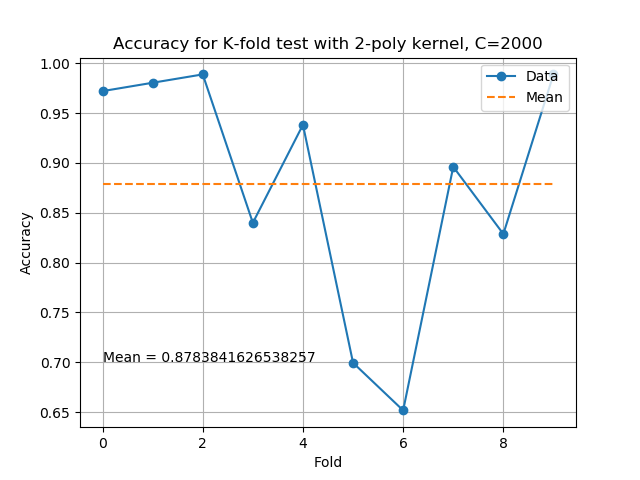 Accuracy for K-fold test with 2-poly kernel, C=2000
1.00
0.95
0.90
0.85
0.80
0.75
0.70
0.65
Accuracy
Data
Mean
Mean = 0.8783841626538257
0 2 4 6 8
Fold